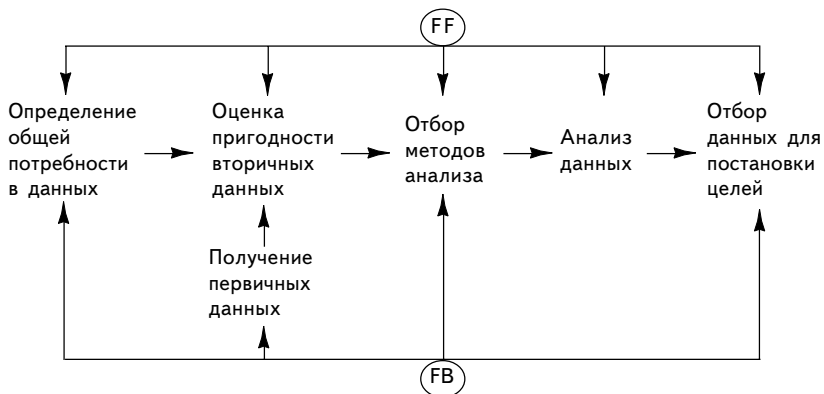 FF
Определение
общей
потребности
в данных
Оценка
пригодности
вторичных
данных
Отбор
методов
анализа
Анализ
данных
Отбор
данных для
постановки
целей
Получение
первичных
данных
FB